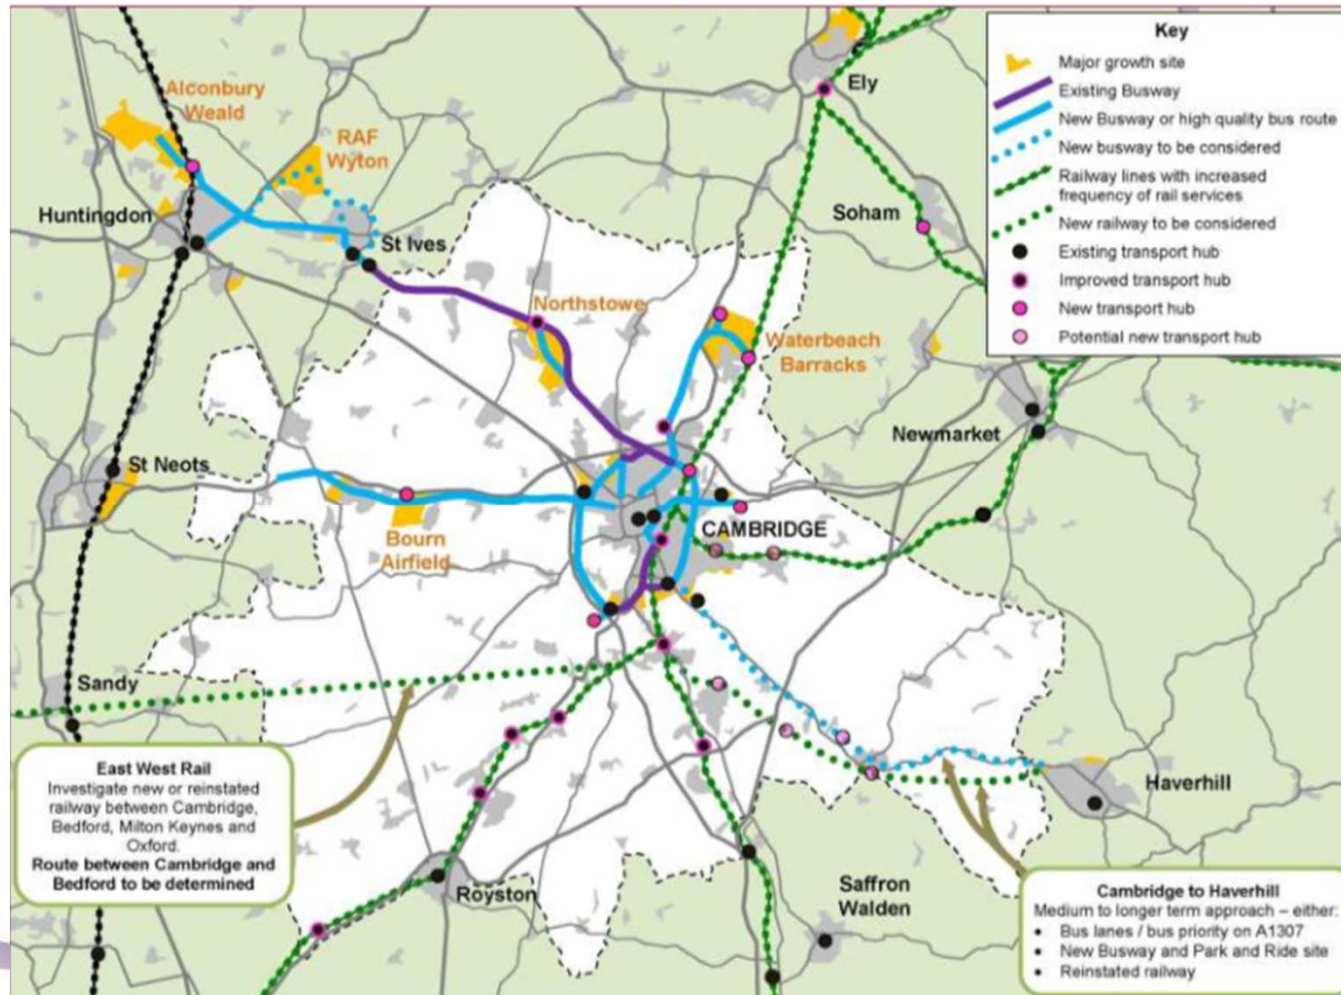 Alconbury
Weald
RAF
Wyton
Huntingdon
St Ives
Northstowe
Waterbeach
Barracks
Ely
Soham
Newmarket
St Neots
Bourn
Airfield
CAMBRIDGE
Sandy
Royston
Saffron
Walden
Haverhill
Key
Major growth site
Existing Busway
New Busway or high quality bus route
New busway to be considered
Railway lines with increased
frequency of rail services
New railway to be considered
Existing transport hub
Improved transport hub
New transport hub
Potential new transport hub
East West Rail
Investigate new or reinstated
railway between Cambridge,
Bedford, Milton Keynes and
Oxford.
Route between Cambridge and
Bedford to be determined
Cambridge to Haverhill
Medium to longer term approach – either:
• Bus lanes / bus priority on A1307
• New Busway and Park and Ride site
• Reinstated railway